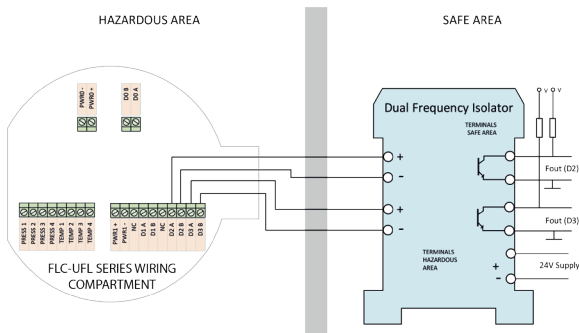 HAZARDOUS AREA
SAFE AREA
PWR0 -
PWR0 +
D0 B
D0 A
Dual Frequency Isolator
TERMINALS
SAFE AREA
V V
+
-
+
-
Fout (D2)
Fout (D3)
PRESS 1
PRESS 2
PRESS 3
PRESS 4
TEMP 1
TEMP 2
TEMP 3
TEMP 4
PWR1 +
PWR1 -
NC
D1 A
D1 B
NC
D2 A
D2 B
D3 A
D3 B
TERMINALS
HAZARDOUS
AREA
+
-
24V Supply
FLC-UFL SERIES WIRING
COMPARTMENT